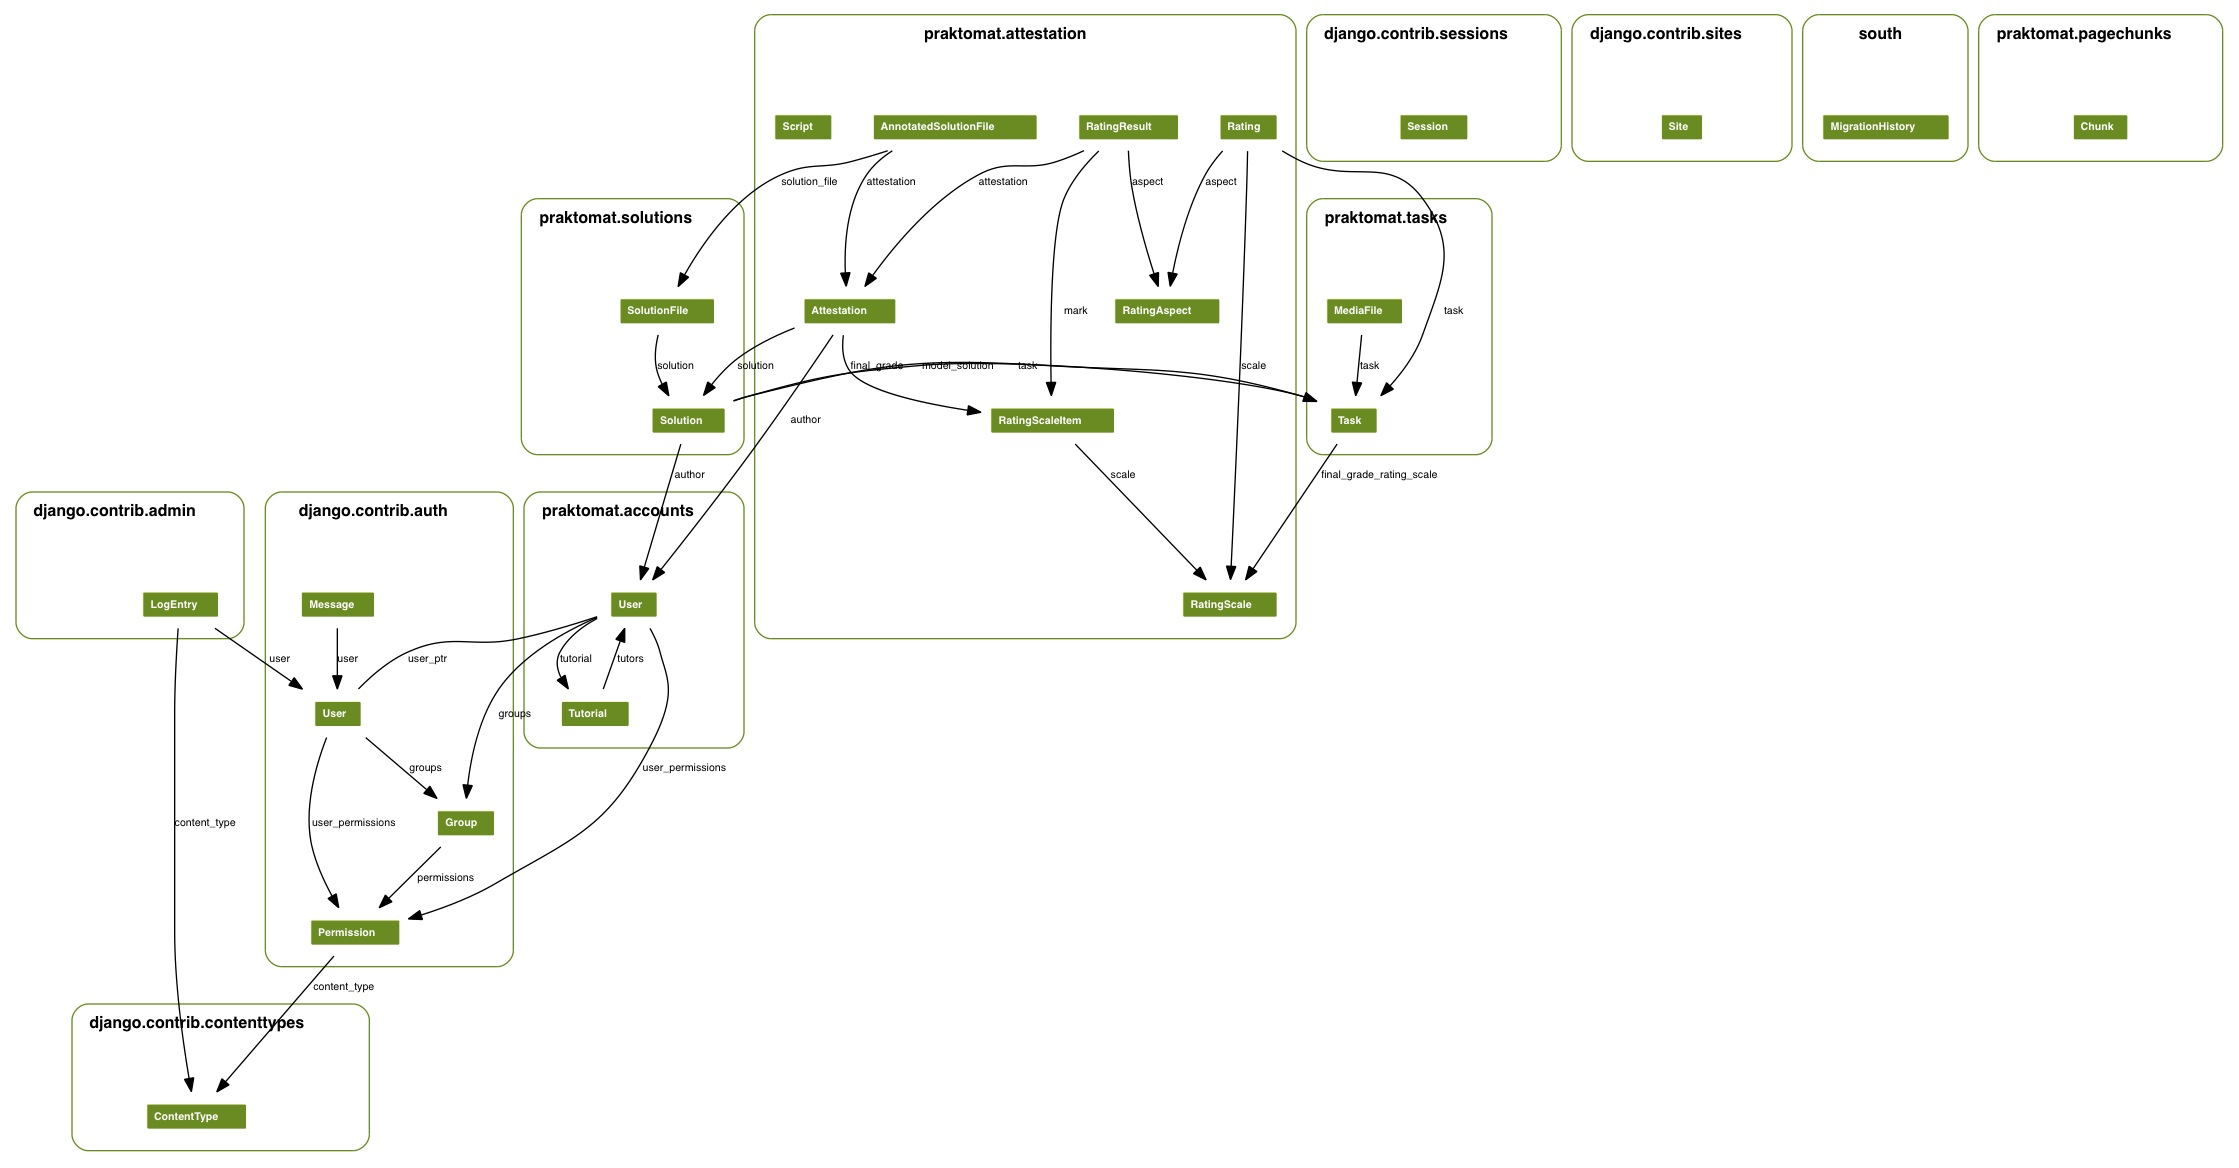 praktomat.attestation
django.contrib.sessions
django.contrib.sites
south
praktomat.pagechunks
Script
AnnotatedSolutionFile
RatingResult
Rating
Session
Site
MigrationHistory
Chunk
solution_file
attestation
attestation
aspect
aspect
praktomat.solutions
praktomat.tasks
SolutionFile
Attestation
mark
RatingAspect
MediaFile
task
solution
solution
final_grade
model_solution
task
scale
task
Solution
author
RatingScaleItem
Task
author
scale
final_grade_rating_scale
django.contrib.admin
django.contrib.auth
praktomat.accounts
LogEntry
Message
User
RatingScale
user
user
user_ptr
tutorial
tutors
User
groups
Tutorial
groups
user_permissions
content_type
user_permissions
Group
permissions
Permission
content_type
django.contrib.contenttypes
ContentType